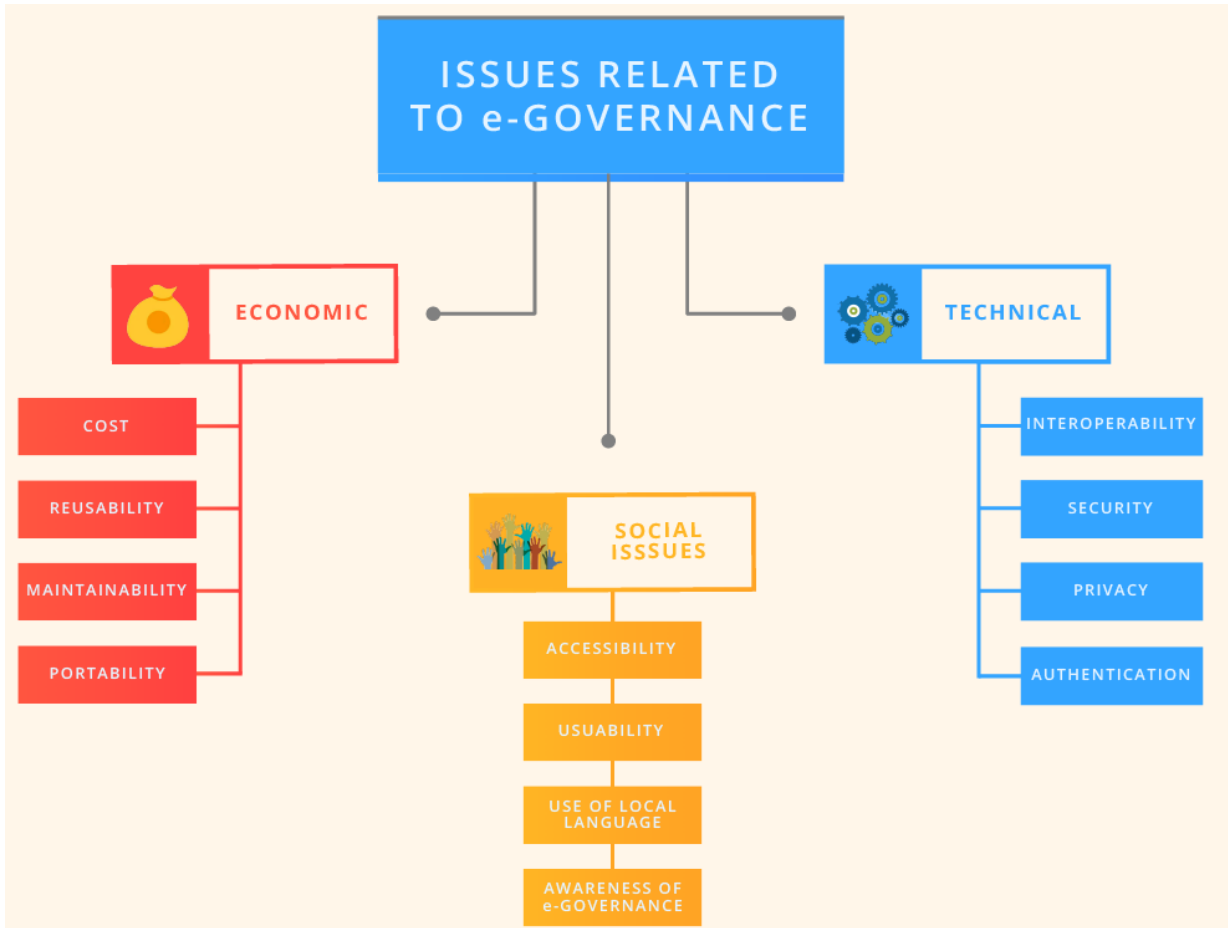 ISSUES RELATED
TO e-GOVERNANCE
ECONOMIC
COST
REUSABILITY
MAINTAINABILITY
PORTABILITY
SOCIAL
ISSSUES
ACCESSIBILITY
USUABILITY
USE OF LOCAL
LANGUAGE
AWARENESS OF
e-GOVERNANCE
TECHNICAL
INTEROPERABILITY
SECURITY
PRIVACY
AUTHENTICATION